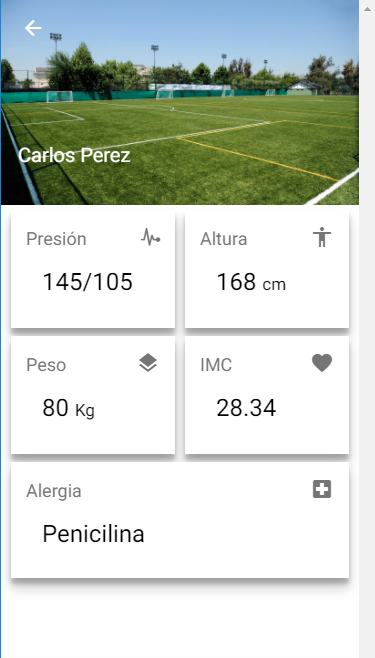 Carlos Perez
Presión
145/105
Altura
168 cm
Peso
80 Kg
IMC
28.34
Alergia
Penicilina